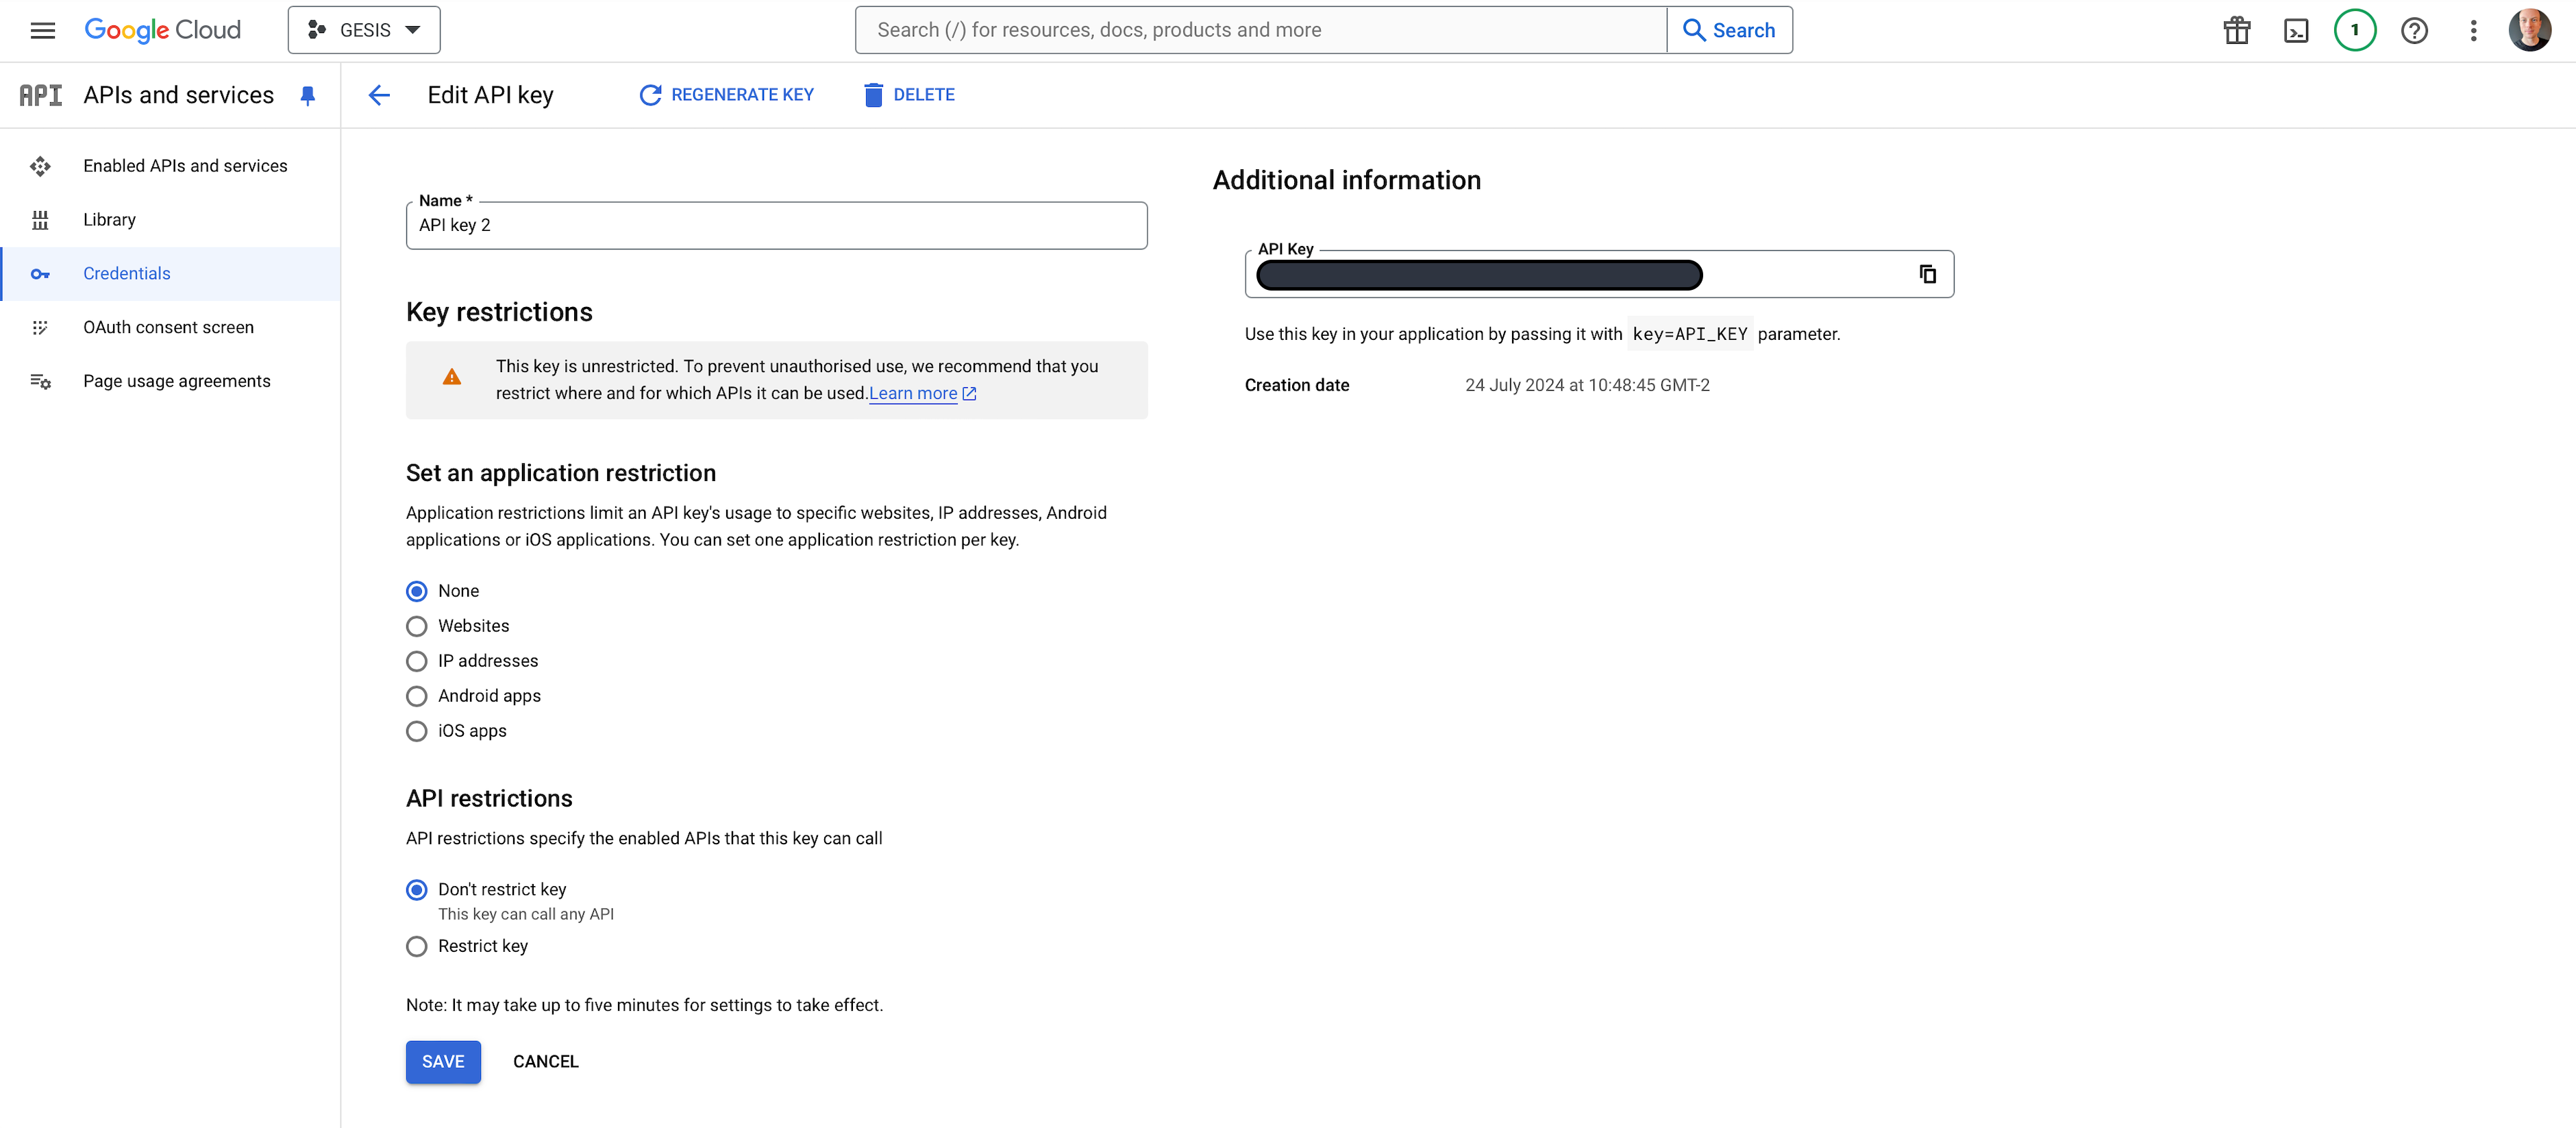 Google Cloud
GESIS
Search (/) for resources, docs, products and more
Search
1
API
APIs and services
Edit API key
REGENERATE KEY
DELETE
Enabled APIs and services
Library
Credentials
OAuth consent screen
Page usage agreements
Name *
API key 2
Key restrictions
This key is unrestricted. To prevent unauthorised use, we recommend that you
restrict where and for which APIs it can be used.Learn more
Set an application restriction
Application restrictions limit an API key's usage to specific websites, IP addresses, Android
applications or iOS applications. You can set one application restriction per key.
None
Websites
IP addresses
Android apps
iOS apps
API restrictions
API restrictions specify the enabled APIs that this key can call
Don't restrict key
This key can call any API
Restrict key
Note: It may take up to five minutes for settings to take effect.
SAVE
CANCEL
Additional information
API Key
Use this key in your application by passing it with key=API_KEY parameter.
Creation date
24 July 2024 at 10:48:45 GMT-2